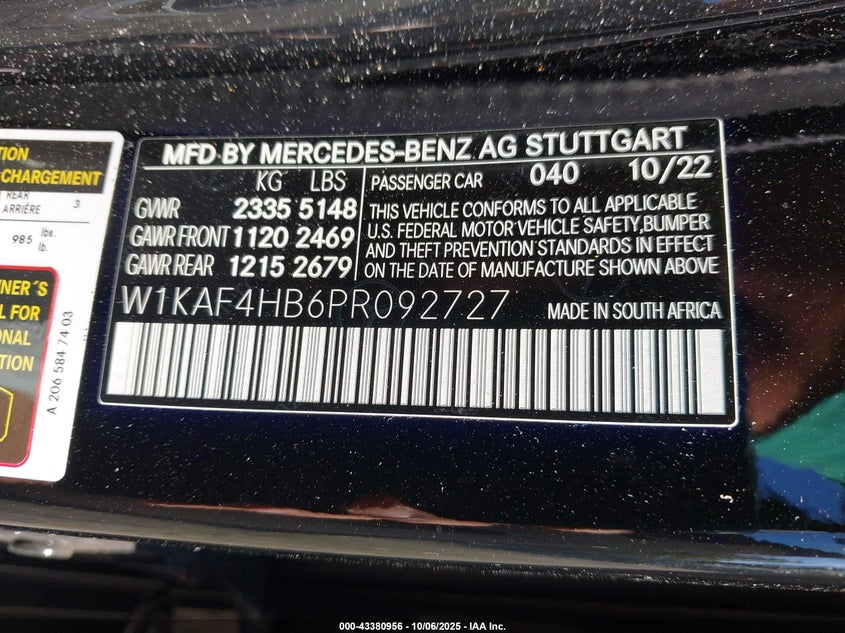 TION
CHARGEMENT
REAR
ARRIÈRE 3
985 lbs.
lb.
NER´S
L FOR
ONAL
TION
A 206 584 74 03
MFD BY MERCEDES-BENZ AG STUTTGART
KG LBS PASSENGER CAR 040 10/22
GVWR 2335 5148 THIS VEHICLE CONFORMS TO ALL APPLICABLE
GAWR FRONT 1120 2469 U.S. FEDERAL MOTOR VEHICLE SAFETY,BUMPER
AND THEFT PREVENTION STANDARDS IN EFFECT
GAWR REAR 1215 2679 ON THE DATE OF MANUFACTURE SHOWN ABOVE
W1KAF4HB6PR092727 MADE IN SOUTH AFRICA
000-43380956 - 10/06/2025 - IAA Inc.